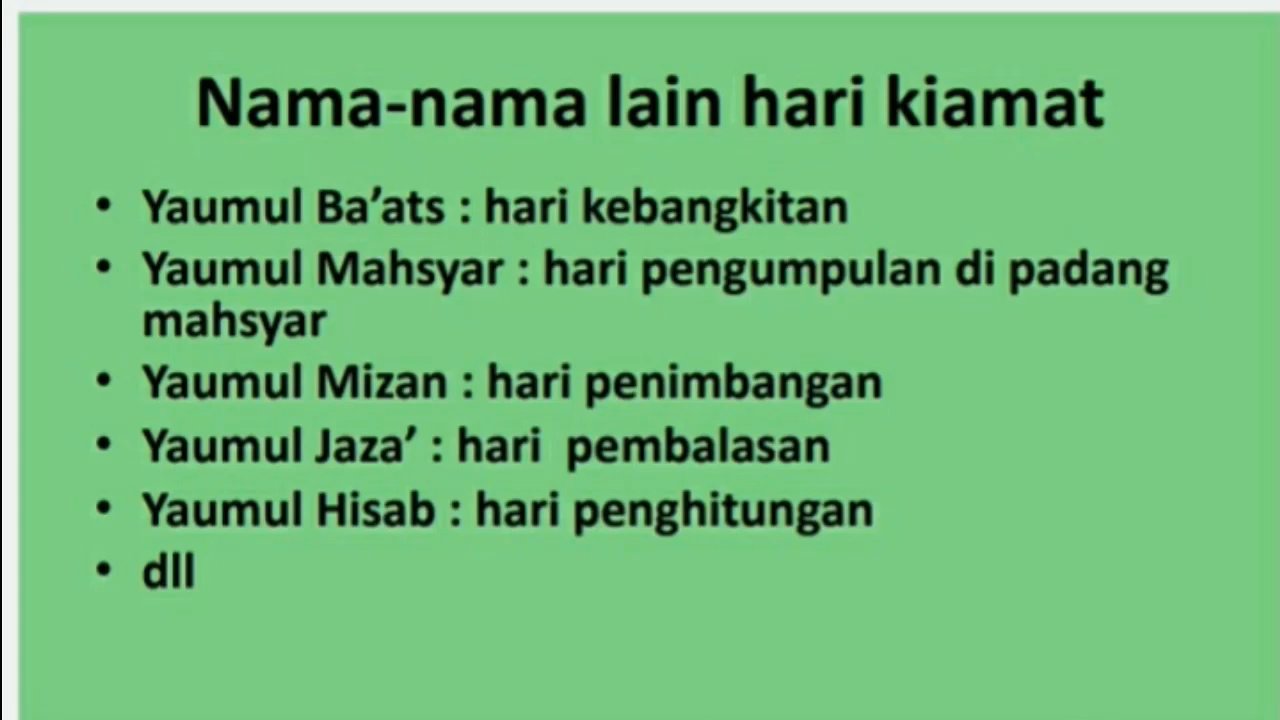 Nama-nama lain hari kiamat
• Yaumul Ba’ats : hari kebangkitan
• Yaumul Mahsyar : hari pengumpulan di padang
mahsyar
• Yaumul Mizan : hari penimbangan
• Yaumul Jaza’ : hari pembalasan
• Yaumul Hisab : hari penghitungan
• dll